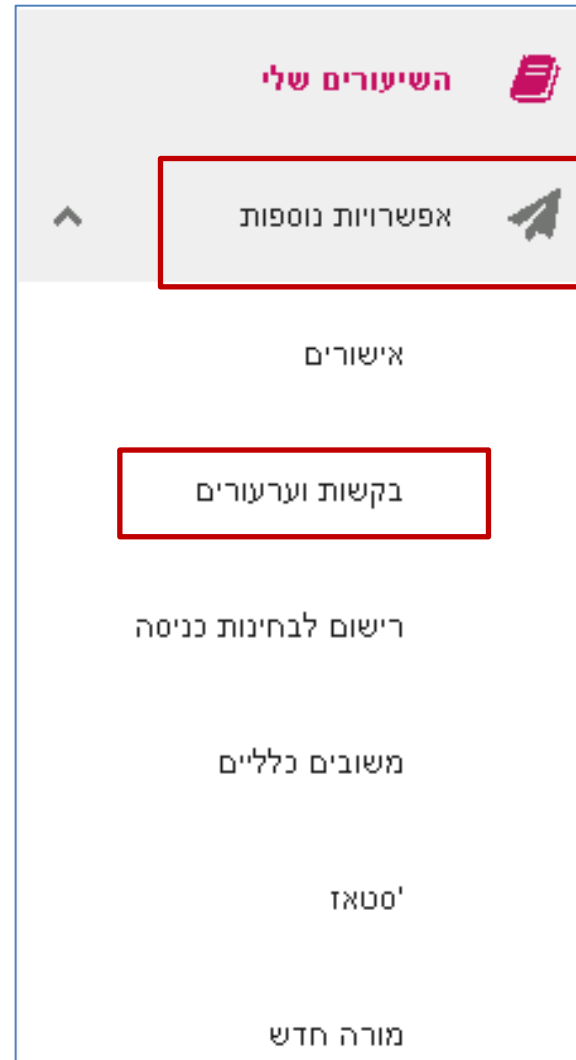 השיעורים שלי
אפשרויות נוספות
אישורים
בקשות וערעורים
רישום לבחינות כניסה
משובים כלליים
סטאז'
מורה חדש